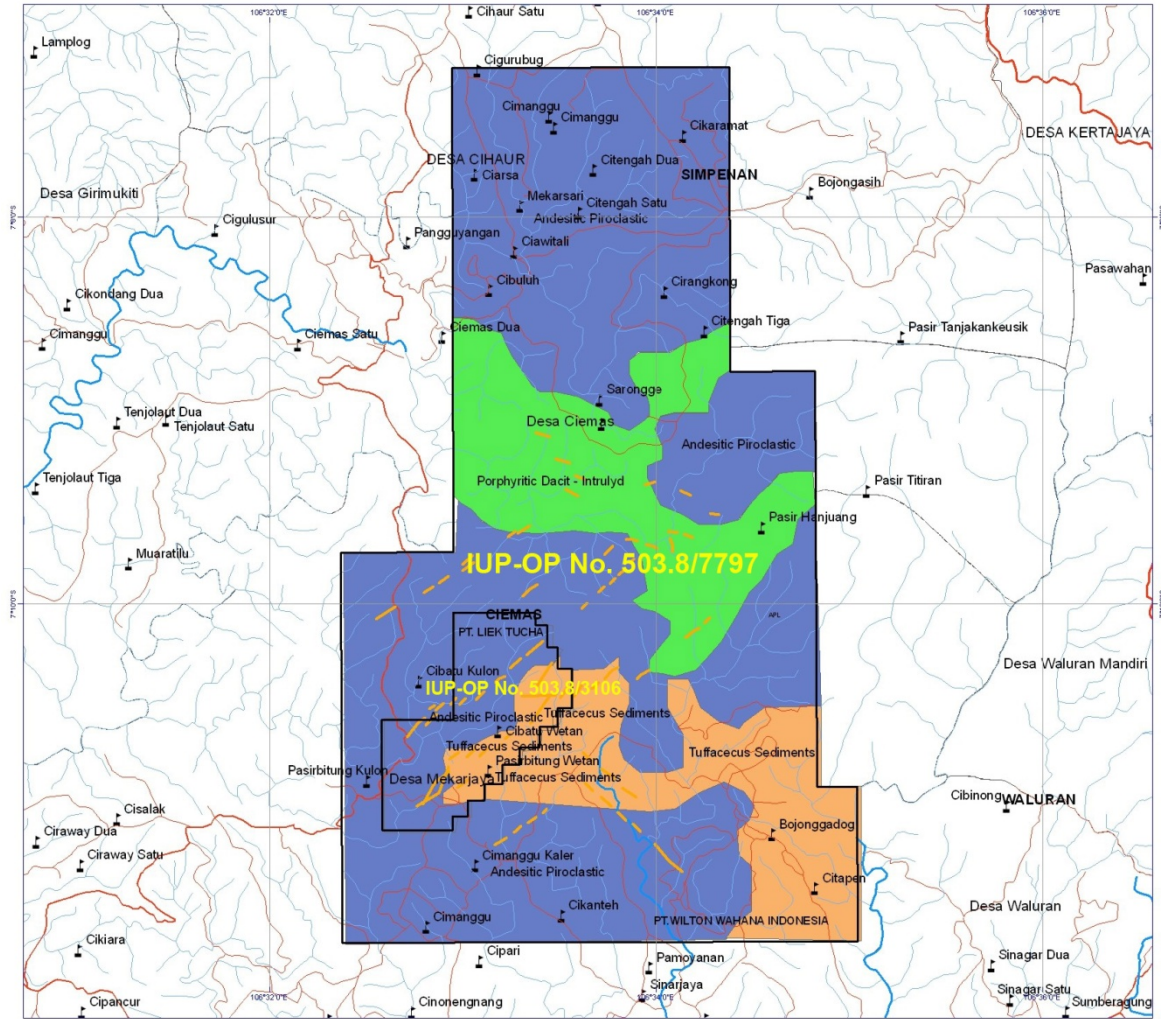 106°32'0"E
106°34'0"E
106°36'0"E
Cihaur Satu
Lamplog
Cigurubug
Cimanggu
Cimanggu
Cikaramat
DESA KERTAJAYA
DESA CIHAUR
Citengah Dua
Ciarsa
SIMPENAN
Bojongasih
Desa Girimukiti
Mekarsari
Citengah Satu
Andesitic Piroclastic
7°5'0"S
Cigulusur
Pangguyangan
Ciawitali
Pasawahan
Cibuluh
Cirangkong
Cikondang Dua
Cimanggu
Ciemas Satu
Ciemas Dua
Citengah Tiga
Pasir Tanjakankeusik
Sarongge
Tenjolaut Dua
Tenjolaut Satu
Desa Ciemas
Andesitic Piroclastic
Tenjolaut Tiga
Porphyritic Dacit - Intrulyd
Pasir Titiran
Pasir Hanjuang
Muaratilu
IUP-OP No. 503.8/7797
7°10'0"S
CIEMAS
APL
PT. LIEK TUCHA
Desa Waluran Mandiri
Cibatu Kulon
IUP-OP No. 503.8/3106
Andesitic Piroclastic
Tuffacecus Sediments
Cibatu Wetan
Tuffacecus Sediments
Tuffacecus Sediments
Pasirbitung Wetan
Pasirbitung Kulon
Desa Mekarjaya
Tuffacecus Sediments
Cibinong
WALURAN
Cisalak
Ciraway Dua
Bojonggadog
Ciraway Satu
Cimanggu Kaler
Andesitic Piroclastic
Citapen
Desa Waluran
Cimanggu
Cikanteh
PT.WILTON WAHANA INDONESIA
Cikiara
Cipari
Pamoyanan
Sinagar Dua
Sinarjaya
Sinagar Satu
Cipancur
Cinonengnang
Sumberagung
106°32'0"E
106°34'0"E
106°36'0"E